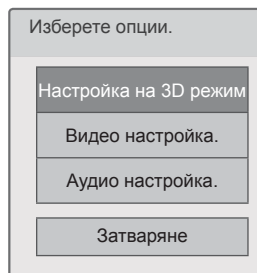 Изберете опции.
Настройка на 3D режим
Видео настройка.
Аудио настройка.
Затваряне